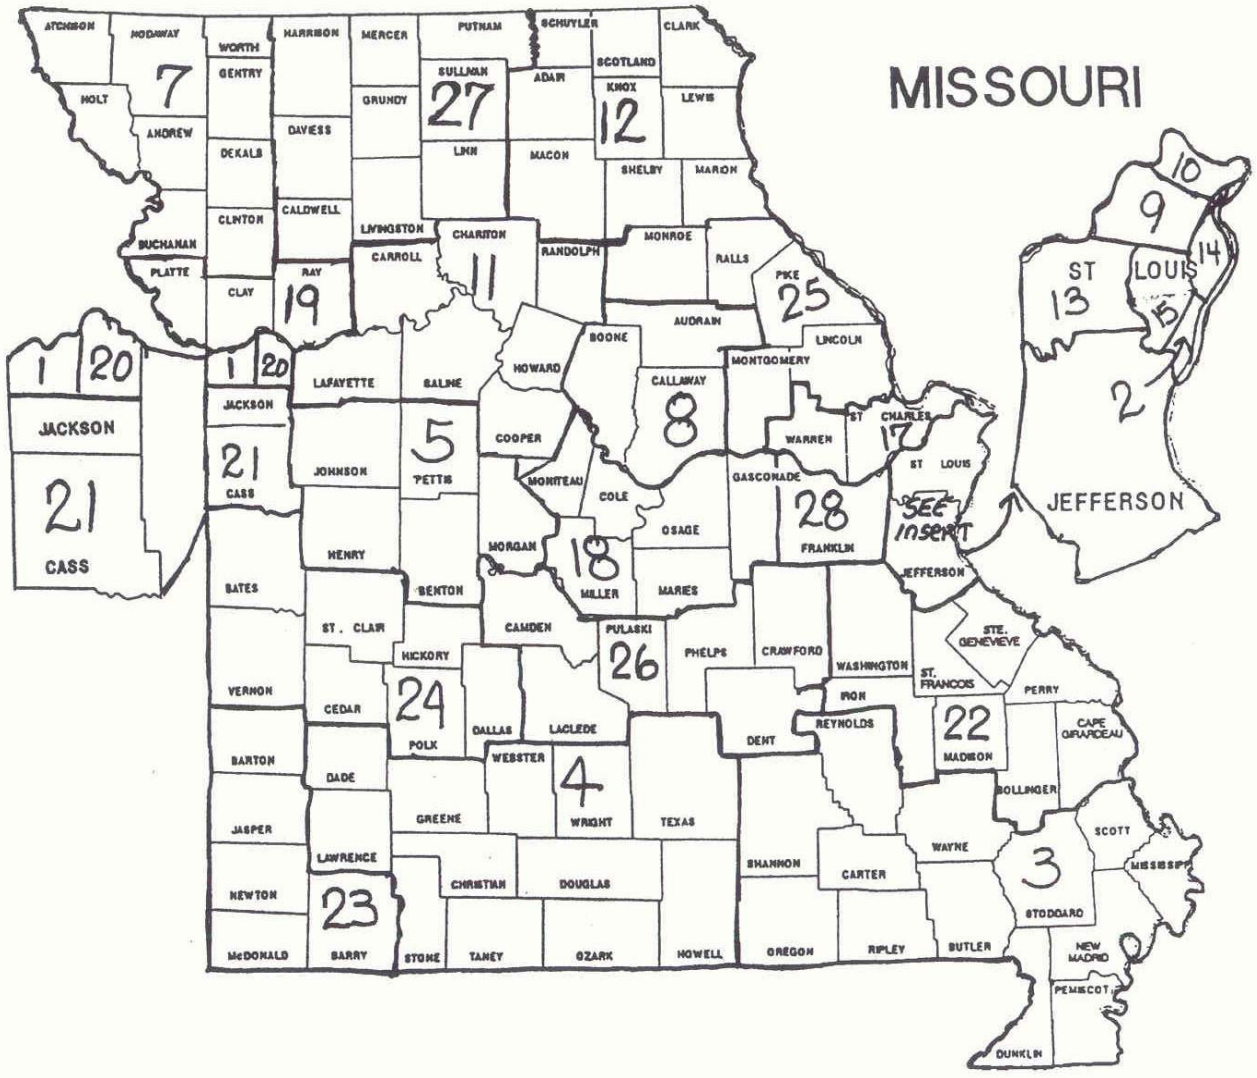 MISSOURI
ATCHISON
NODAWAY
WORTH
HARRISON
MERCER
PUTNAM
SCHUYLER
CLARK
SCOTLAND
GENTRY
SULLIVAN
ADAIR
KNOX
LEWIS
HOLT
7
GRUNDY
27
12
ANDREW
DAVIESS
DEKALB
LINN
MACON
SHELBY
MARION
10
9
CLINTON
CALDWELL
BUCHANAN
LIVINGSTON
CHARITON
RANDOLPH
MONROE
RALLS
14
PLATTE
RAY
CARROLL
11
PIKE
ST LOUIS
CLAY
19
25
13
15
AUDRAIN
BOONE
LINCOLN
1 20
1 20
LAFAYETTE
SALINE
HOWARD
MONTGOMERY
CALLAWAY
2
JACKSON
JACKSON
8
ST CHARLES
17
5
COOPER
WARREN
21
JOHNSON
PETTIS
ST LOUIS
21
CASS
MONITEAU
COLE
GASCONADE
SEE
INSERT
JEFFERSON
28
OSAGE
FRANKLIN
CASS
HENRY
MORGAN
18
BATES
BENTON
MILLER
MARIES
JEFFERSON
ST. CLAIR
CAMDEN
PULASKI
STE.
GENEVIEVE
HICKORY
26
PHELPS
CRAWFORD
WASHINGTON
ST.
FRANCOIS
VERNON
CEDAR
24
IRON
PERRY
POLK
DALLAS
LACLEDE
DENT
REYNOLDS
22
MADISON
CAPE
GIRARDEAU
BARTON
DADE
WEBSTER
4
BOLLINGER
JASPER
GREENE
WRIGHT
TEXAS
SCOTT
LAWRENCE
SHANNON
WAYNE
CARTER
3
MISSISSIPPI
NEWTON
CHRISTIAN
DOUGLAS
23
STODDARD
McDONALD
BARRY
STONE
TANEY
OZARK
HOWELL
OREGON
RIPLEY
BUTLER
NEW
MADRID
PEMISCOT
DUNKLIN